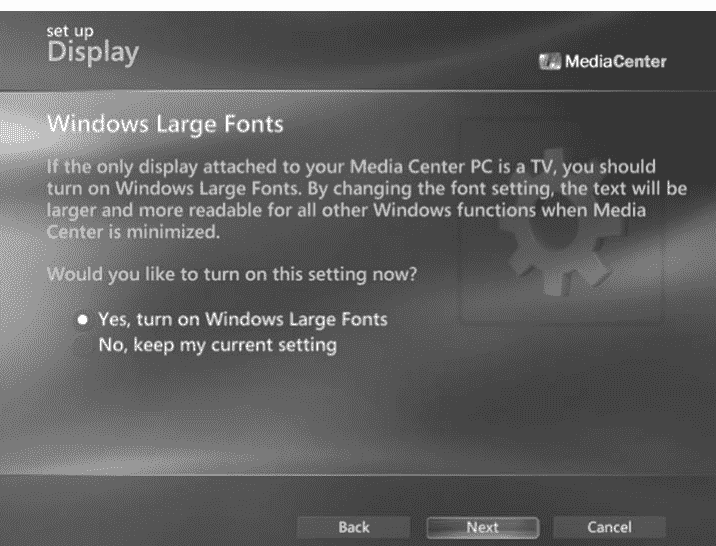 set up
Display
MediaCenter
Windows Large Fonts
If the only display attached to your Media Center PC is a TV, you should
turn on Windows Large Fonts. By changing the font setting, the text will be
larger and more readable for all other Windows functions when Media
Center is minimized.
Would you like to turn on this setting now?
Yes, turn on Windows Large Fonts
No, keep my current setting
Back Next Cancel